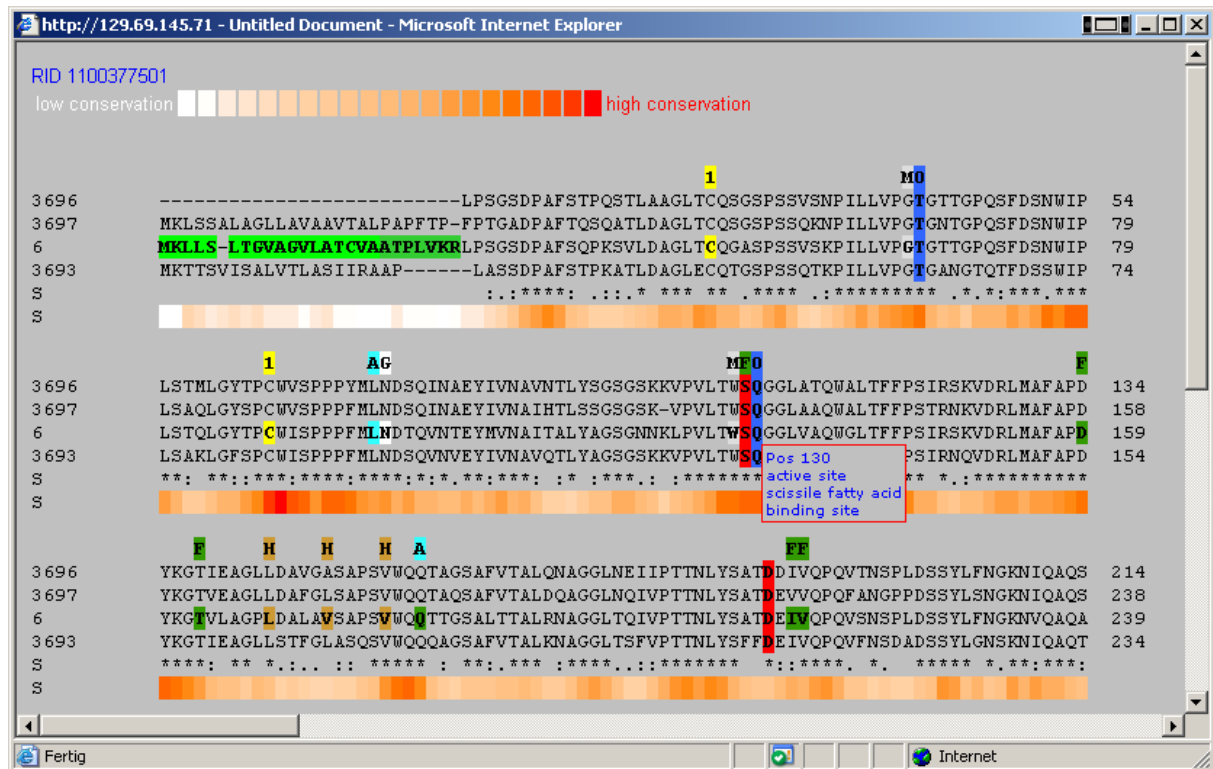 http://129.69.145.71 - Untitled Document - Microsoft Internet Explorer
RID 1100377501
low conservation high conservation
1 M O
3696 --------------------------LPSGSDPAFSTPQSTLAAGLTCQSGSPSSVSNPILLVPGTGTTGPQSFDSNWIP 54
3697 MKLSSALAGLLAVAAVTALPAPFTP-FPTGADPAFTQSQATLDAGLTCQSGSPSSQKNPILLVPGTGNTGPQSFDSNWIP 79
6 MKLLS-LTGVAGVLATCVAATPLVKRLPSGSDPAFSQPKSVLDAGLTCQGASPSSVSKPILLVPGTGTTGPQSFDSNWIP 79
3693 MKTTSVISALVTLASIIRAAP------LASSDPAFSTPKATLDAGLECQTGSPSSQTKPILLVPGTGANGTQTFDSSWIP 74
S :.:****: .::.* *** ** .**** .:********* .*.*:***.***
S
1 AG MFO F
3696 LSTMLGYTPCWVSPPPYMLNDSQINAEYIVNAVNTLYSGSGSKKVPVLTWSQGGLATQWALTFFPSIRSKVDRLMAFAPD 134
3697 LSAQLGYSPCWVSPPPFMLNDSQINAEYIVNAIHTLSSGSGSK-VPVLTWSQGGLAAQWALTFFPSTRNKVDRLMAFAPD 158
6 LSTQLGYTPCWISPPPFMLNDTQVNTEYMVNAITALYAGSGNNKLPVLTWSQGGLVAQWGLTFFPSIRSKVDRLMAFAPD 159
3693 LSAKLGFSPCWISPPPFMLNDSQVNVEYIVNAVQTLYAGSGSKKVPVLTWSQ PSIRNQVDRLMAFAPD 154
S **: **::***:****:****:*:*.**:***: :* :***.: :******* ** *.:**********
S
Pos 130
active site
scissile fatty acid
binding site
F H H H A FF
3696 YKGTIEAGLLDAVGASAPSVWQQTAGSAFVTALQNAGGLNEIIPTTNLYSATDDIVQPQVTNSPLDSSYLFNGKNIQAQS 214
3697 YKGTVEAGLLDAFGLSAPSVWQQTAQSAFVTALDQAGGLNQIVPTTNLYSATDEVVQPQFANGPPDSSYLSNGKNIQAQS 238
6 YKGTVLAGPLDALAVSAPSVWQQTTGSALTTALRNAGGLTQIVPTTNLYSATDEIVQPQVSNSPLDSSYLFNGKNVQAQA 239
3693 YKGTIEAGLLSTFGLASQSVWQQQAGSAFVTALKNAGGLTSFVPTTNLYSFFDEIVQPQVFNSDADSSYLGNSKNIQAQT 234
S ****: ** *.:.. :: ***** : **:.*** :****..::******* *::****. *. ***** *.**:***:
S
Fertig
Internet